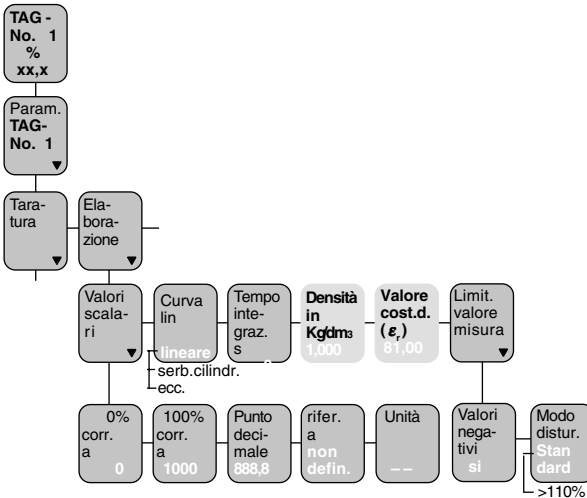 TAG -
No. 1
%
xx,x
Param.
TAG-
No. 1
Tara-
tura
Ela-
bora-
zione
Valori
scala-
ri
Curva
lin
lineare
serb.cilindr.
ecc.
Tempo
inte-
graz.
s
Densità
in
Kg/dm3
1,000
Valore
cost.d.
(εr)
81,00
Limit.
valore
misura
0%
corr.
a
0
100%
corr.
a
1000
Punto
deci-
male
888,8
rifer.
a
non
defin.
Unità
– –
Valori
nega-
tivi
si
Modo
distur.
Stan
dard
>110%